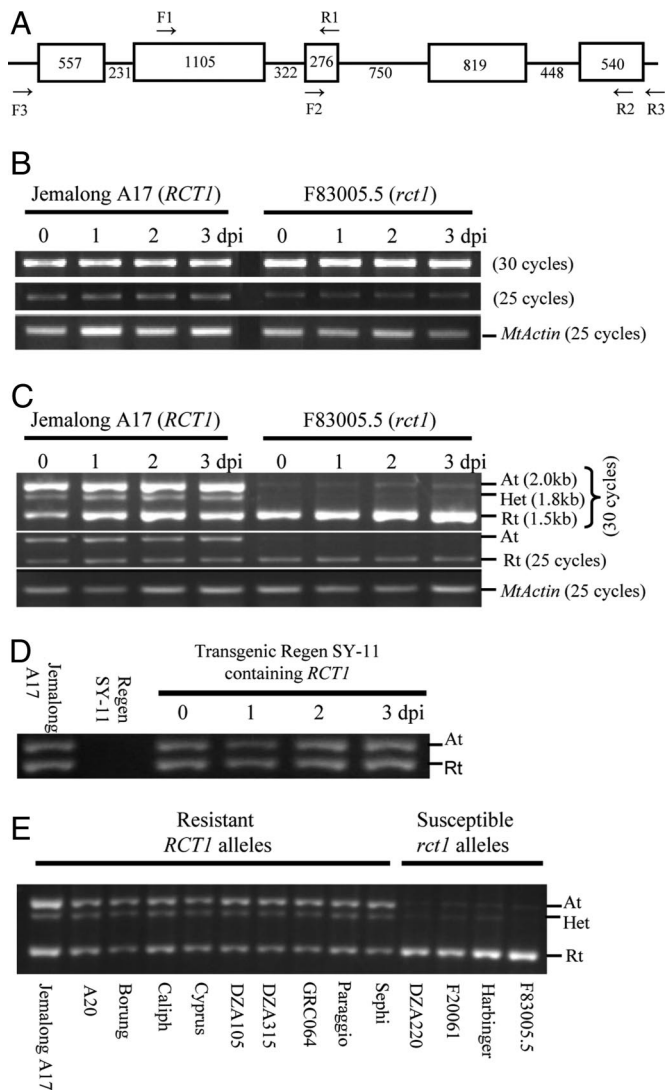 A
F1
R1
557
231
1105
322
276
750
819
448
540
F3
F2
R2
R3
B
Jemalong A17 (RCT1)
F83005.5 (rct1)
0 1 2 3 dpi
0 1 2 3 dpi
(30 cycles)
(25 cycles)
MtActin (25 cycles)
C
Jemalong A17 (RCT1)
F83005.5 (rct1)
0 1 2 3 dpi
0 1 2 3 dpi
At (2.0kb)
Het (1.8kb)
Rt (1.5kb)
(30 cycles)
At
Rt (25 cycles)
MtActin (25 cycles)
D
Jemalong
A17
Regen
SY-11
Transgenic Regen SY-11
containing RCT1
0 1 2 3 dpi
At
Rt
E
Resistant
RCT1 alleles
Susceptible
rct1 alleles
At
Het
Rt
Jemalong A17
A20
Borung
Caliph
Cyprus
DZA105
DZA315
GRC064
Paraggio
Sephi
DZA220
F20061
Harbinger
F83005.5